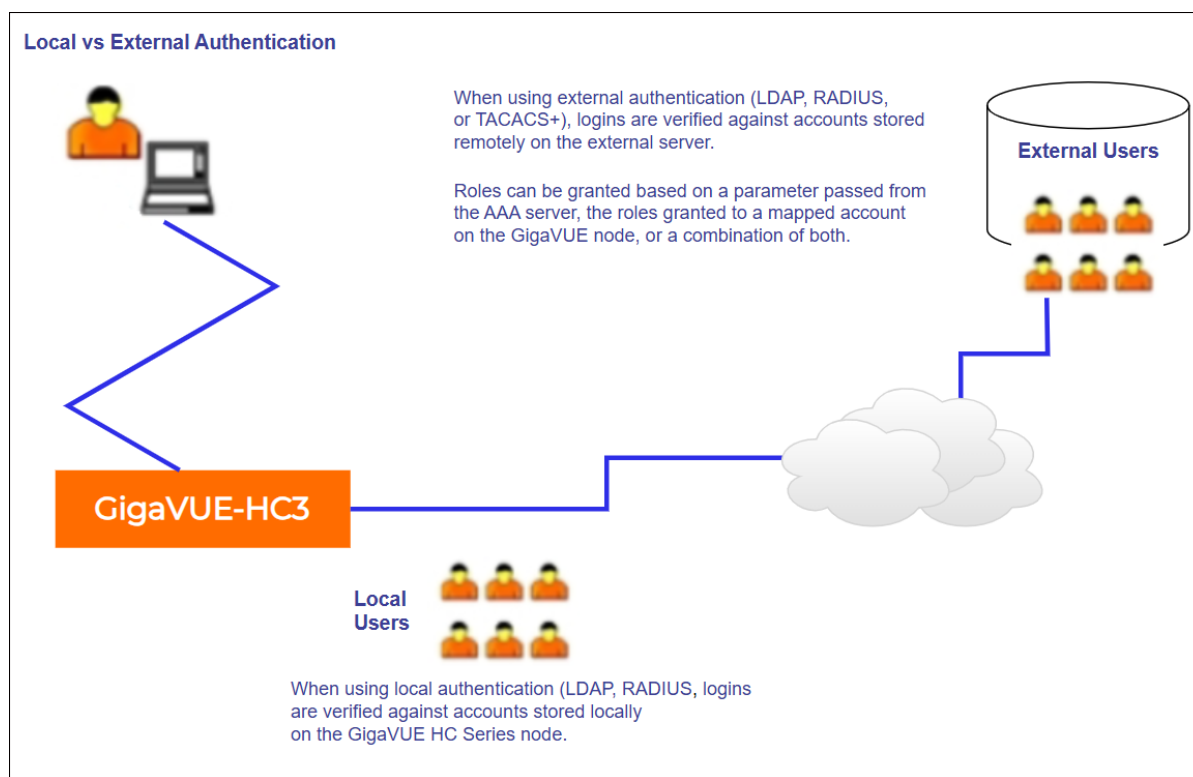 Local vs External Authentication
When using external authentication (LDAP, RADIUS,
or TACACS+), logins are verified against accounts stored
remotely on the external server.
Roles can be granted based on a parameter passed from
the AAA server, the roles granted to a mapped account
on the GigaVUE node, or a combination of both.
External Users
GigaVUE-HC3
Local
Users
When using local authentication (LDAP, RADIUS, logins
are verified against accounts stored locally
on the GigaVUE HC Series node.